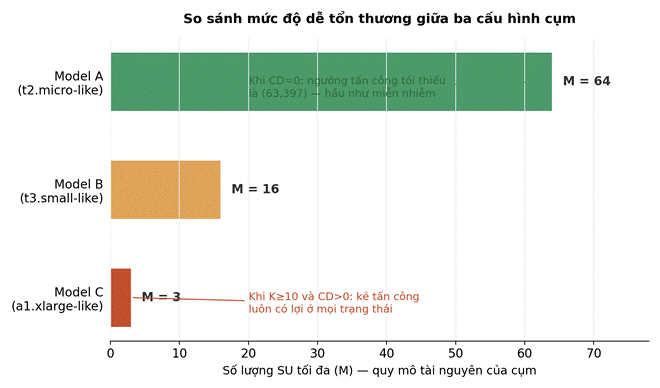 So sánh mức độ dễ tổn thương giữa ba cấu hình cụm
Model A
(t2.micro-like)
Khi CD=0: ngưỡng tấn công tối thiểu
là (63,397) — hầu như miễn nhiễm
M = 64
Model B
(t3.small-like)
M = 16
Model C
(a1.xlarge-like)
M = 3
Khi K≥10 và CD>0: kẻ tấn công
luôn có lợi ở mọi trạng thái
0 10 20 30 40 50 60 70
Số lượng SU tối đa (M) — quy mô tài nguyên của cụm